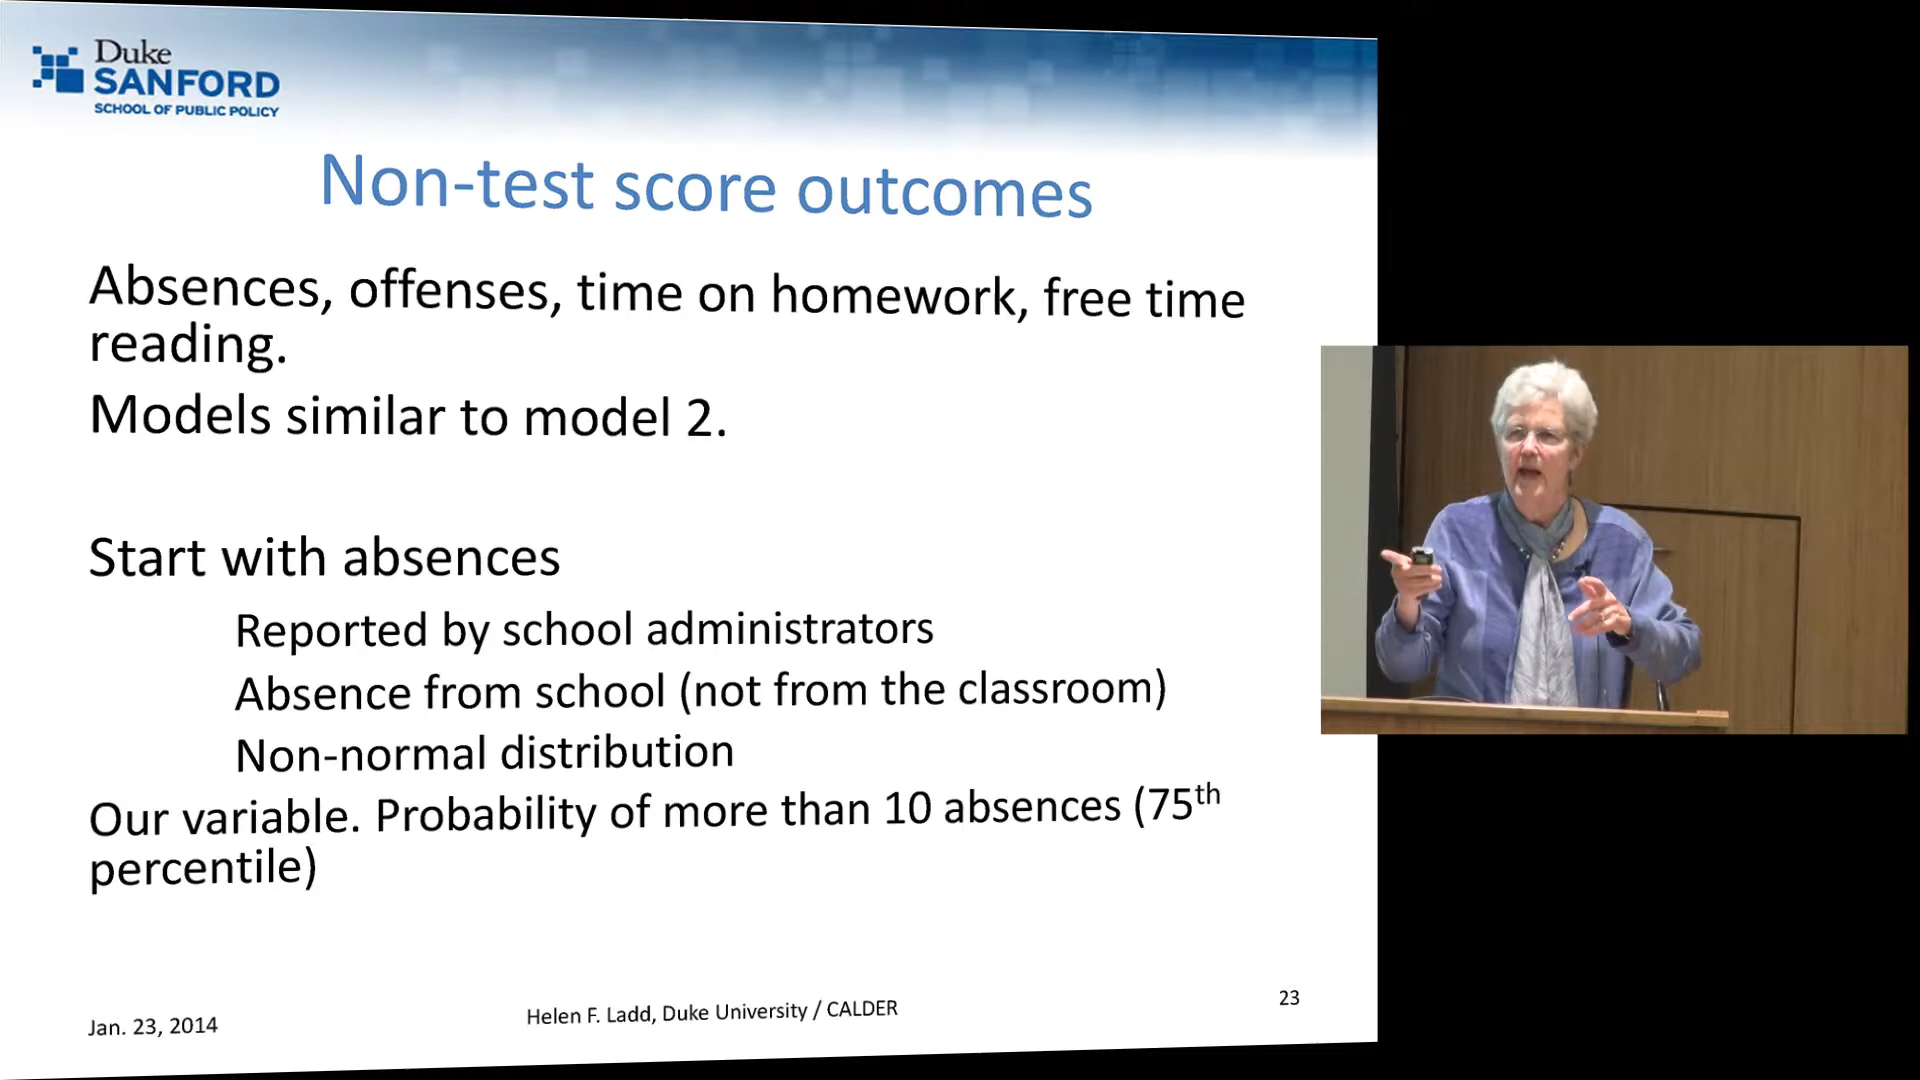 Duke
SANFORD
SCHOOL OF PUBLIC POLICY
Non-test score outcomes
Absences, offenses, time on homework, free time
reading.
Models similar to model 2.
Start with absences
Reported by school administrators
Absence from school (not from the classroom)
Non-normal distribution
Our variable. Probability of more than 10 absences (75th
percentile)
Jan. 23, 2014
Helen F. Ladd, Duke University / CALDER
23